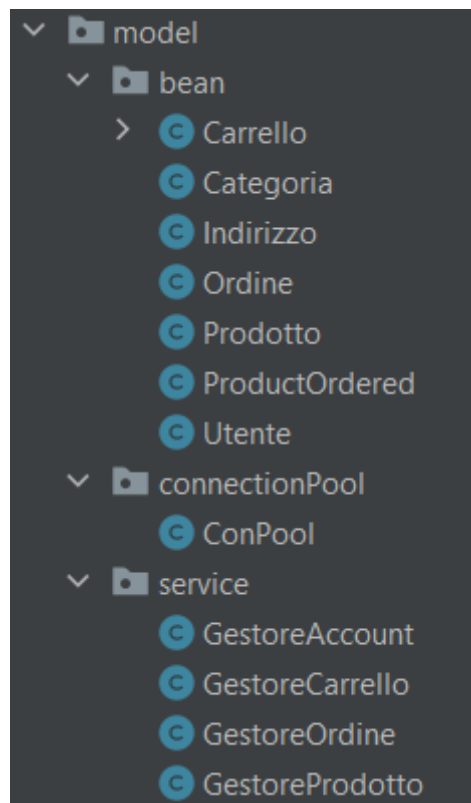 model
bean
C Carrello
C Categoria
C Indirizzo
C Ordine
C Prodotto
C ProductOrdered
C Utente
connectionPool
C ConPool
service
C GestoreAccount
C GestoreCarrello
C GestoreOrdine
C GestoreProdotto